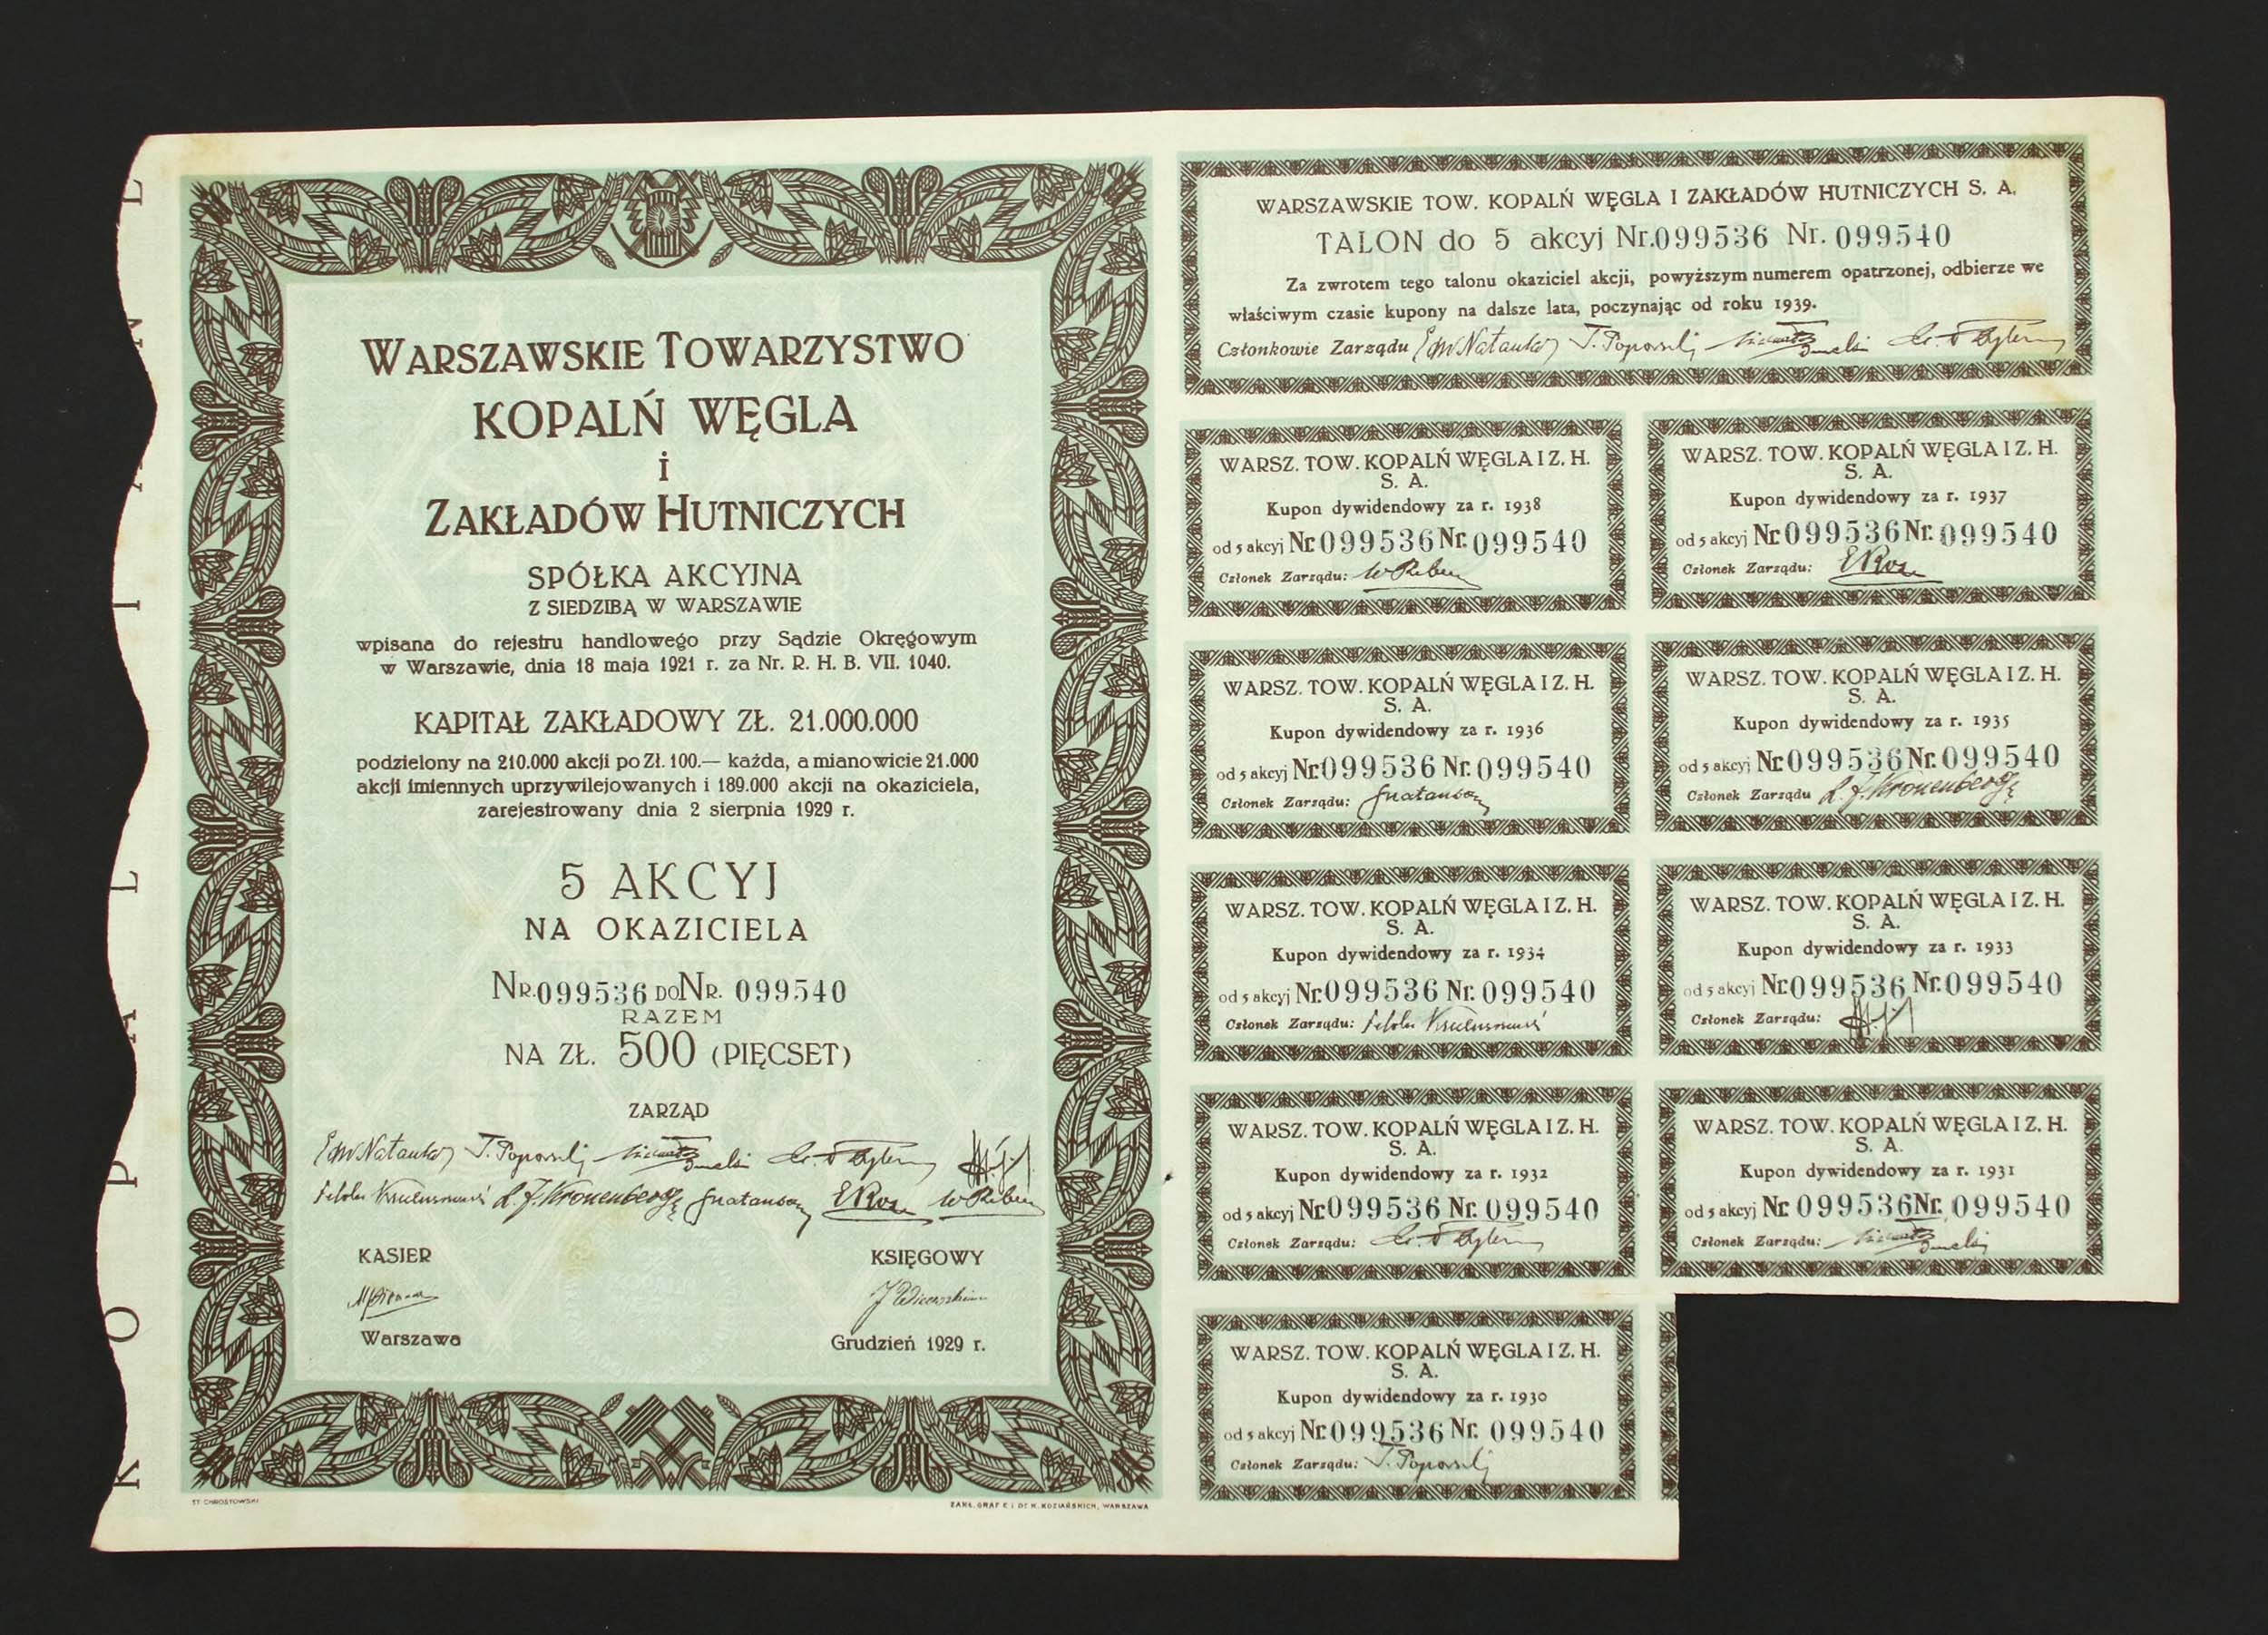 WARSZAWSKIE TOWARZYSTWO
KOPALŃ WĘGLA
i
ZAKŁADÓW HUTNICZYCH
SPÓŁKA AKCYJNA
Z SIEDZIBĄ W WARSZAWIE
wpisana do rejestru handlowego przy Sądzie Okręgowym
w Warszawie, dnia 18 maja 1921 r. za Nr. R. H. B. VII. 1040.
KAPITAŁ ZAKŁADOWY ZŁ. 21.000.000
podzielony na 210.000 akcji po Zł. 100.— każda, a mianowicie 21.000
akcji imiennych uprzywilejowanych i 189.000 akcji na okaziciela,
zarejestrowany dnia 2 sierpnia 1929 r.
5 AKCYJ
NA OKAZICIELA
NR. 099536 DO NR. 099540
RAZEM
NA ZŁ. 500 (PIĘCSET)
ZARZĄD
KASJER KSIĘGOWY
Warszawa Grudzień 1929 r.
ST CHROSTOWSKI
WARSZAWSKIE TOW. KOPALŃ WĘGLA I ZAKŁADÓW HUTNICZYCH S. A.
TALON do 5 akcyj Nr. 099536 Nr. 099540
Za zwrotem tego talonu okaziciel akcji, powyższym numerem opatrzonej, odbierze we
właściwym czasie kupony na dalsze lata, poczynając od roku 1939.
Członkowie Zarządu
WARSZ. TOW. KOPALŃ WĘGLA I Z. H.
S. A.
Kupon dywidendowy za r. 1938
od 5 akcyj Nr. 099536 Nr. 099540
Członek Zarządu:
WARSZ. TOW. KOPALŃ WĘGLA I Z. H.
S. A.
Kupon dywidendowy za r. 1937
od 5 akcyj Nr. 099536 Nr. 099540
Członek Zarządu:
WARSZ. TOW. KOPALŃ WĘGLA I Z. H.
S. A.
Kupon dywidendowy za r. 1936
od 5 akcyj Nr. 099536 Nr. 099540
Członek Zarządu:
WARSZ. TOW. KOPALŃ WĘGLA I Z. H.
S. A.
Kupon dywidendowy za r. 1935
od 5 akcyj Nr. 099536 Nr. 099540
Członek Zarządu L. J. Kronenberg
WARSZ. TOW. KOPALŃ WĘGLA I Z. H.
S. A.
Kupon dywidendowy za r. 1934
od 5 akcyj Nr. 099536 Nr. 099540
Członek Zarządu:
WARSZ. TOW. KOPALŃ WĘGLA I Z. H.
S. A.
Kupon dywidendowy za r. 1933
od 5 akcyj Nr. 099536 Nr. 099540
Członek Zarządu:
WARSZ. TOW. KOPALŃ WĘGLA I Z. H.
S. A.
Kupon dywidendowy za r. 1932
od 5 akcyj Nr. 099536 Nr. 099540
Członek Zarządu:
WARSZ. TOW. KOPALŃ WĘGLA I Z. H.
S. A.
Kupon dywidendowy za r. 1931
od 5 akcyj Nr. 099536 Nr. 099540
Członek Zarządu:
WARSZ. TOW. KOPALŃ WĘGLA I Z. H.
S. A.
Kupon dywidendowy za r. 1930
od 5 akcyj Nr. 099536 Nr. 099540
Członek Zarządu: